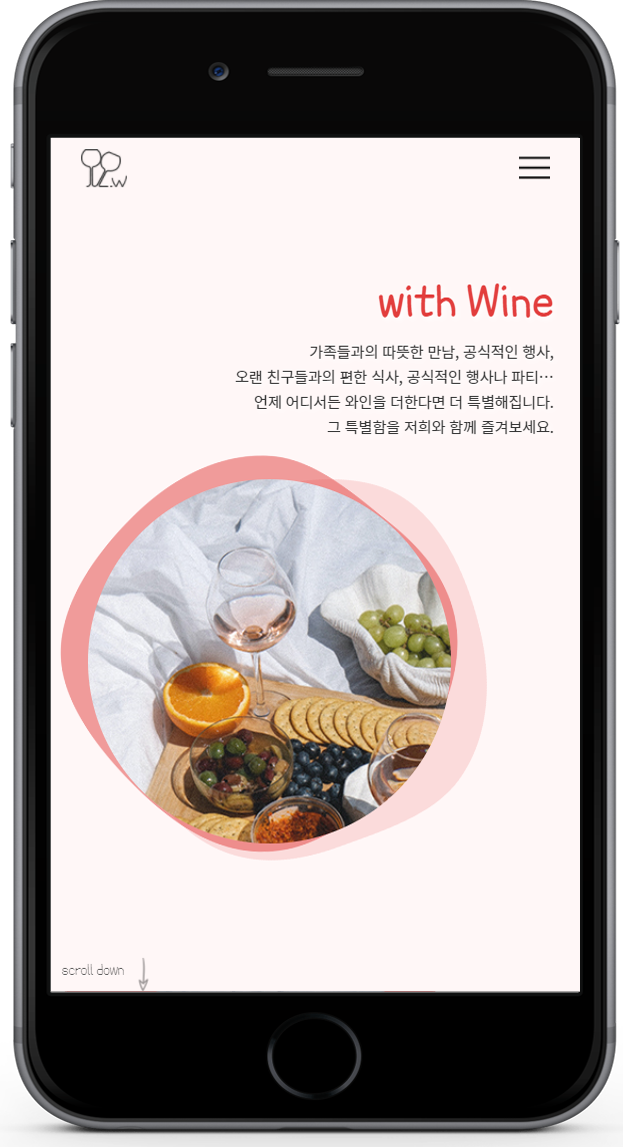 J2.W
with Wine
가족들과의 따뜻한 만남, 공식적인 행사,
오랜 친구들과의 편한 식사, 공식적인 행사나 파티…
언제 어디서든 와인을 더한다면 더 특별해집니다.
그 특별함을 저희와 함께 즐겨보세요.
scroll down